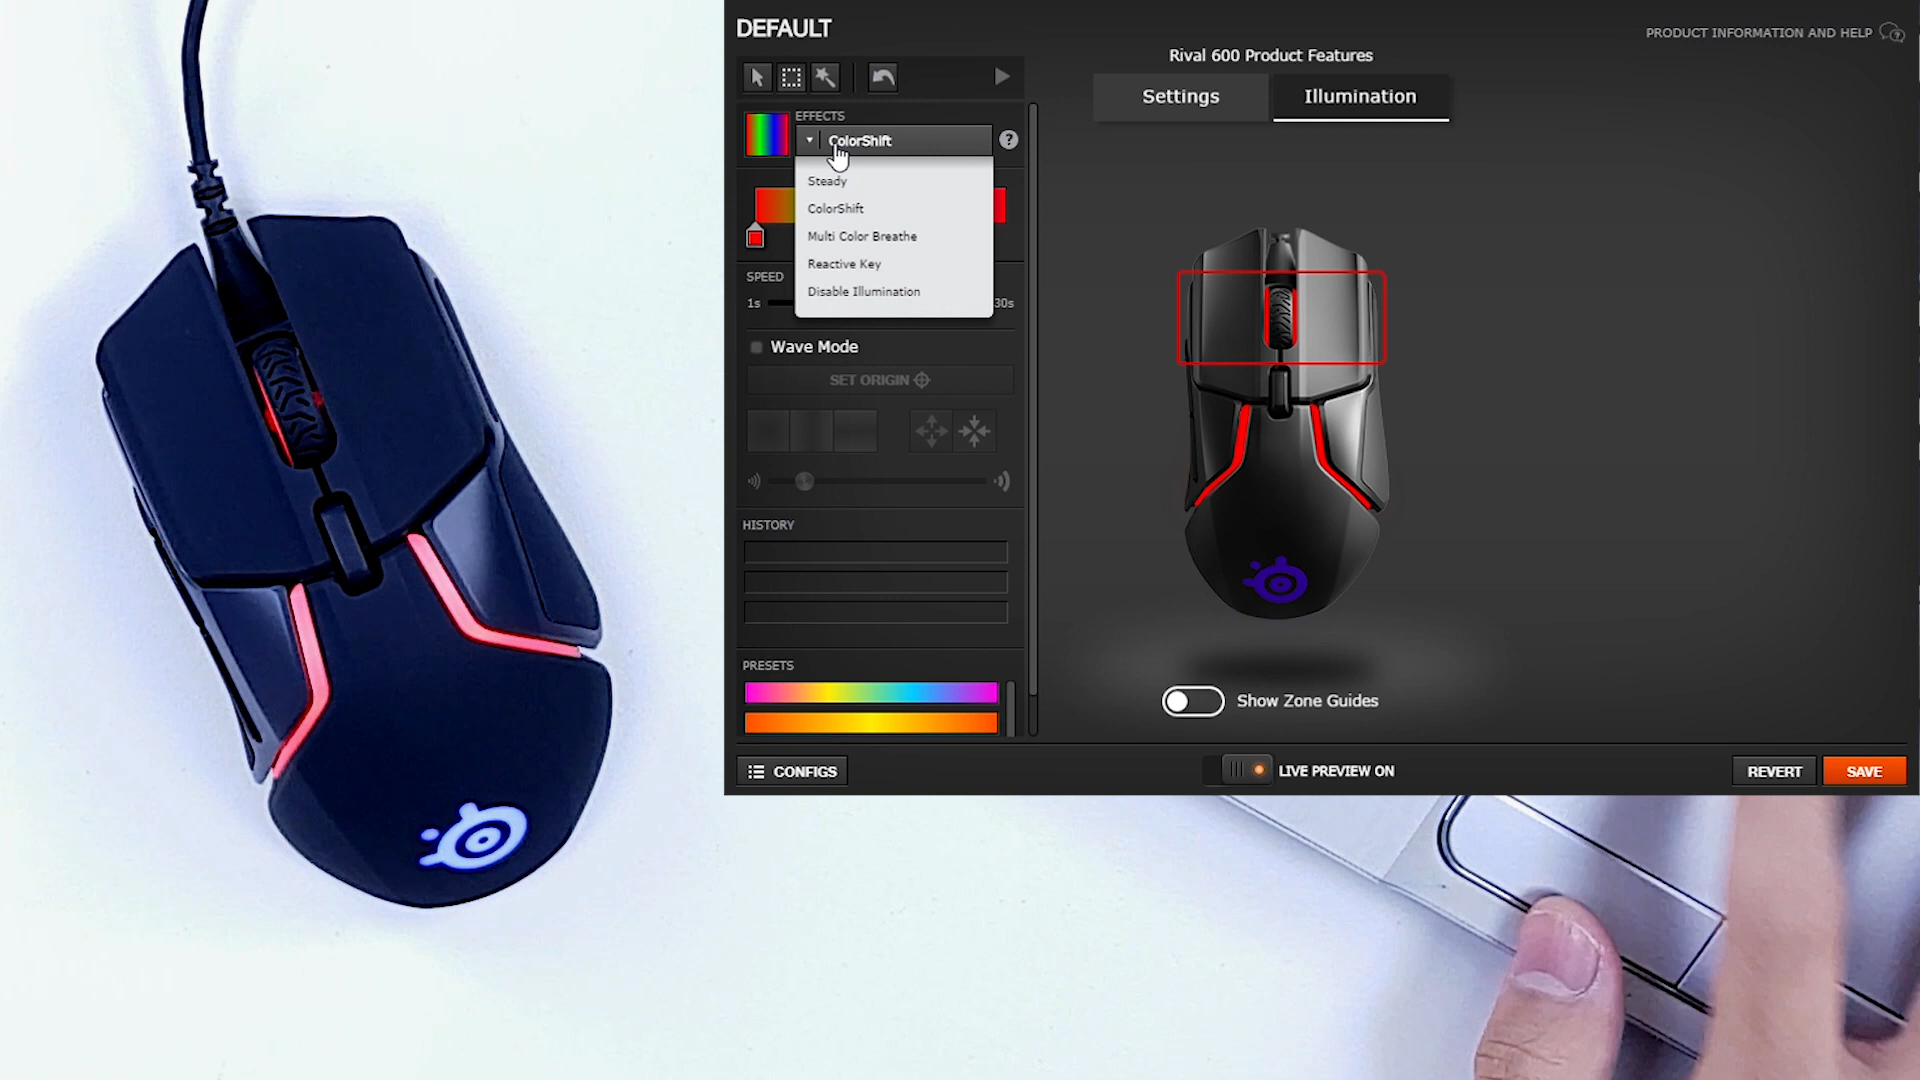 DEFAULT
PRODUCT INFORMATION AND HELP
Rival 600 Product Features
Settings
Illumination
EFFECTS
ColorShift
?
Steady
ColorShift
Multi Color Breathe
Reactive Key
Disable Illumination
SPEED
1s
30s
Wave Mode
SET ORIGIN
HISTORY
PRESETS
Show Zone Guides
CONFIGS
LIVE PREVIEW ON
REVERT
SAVE